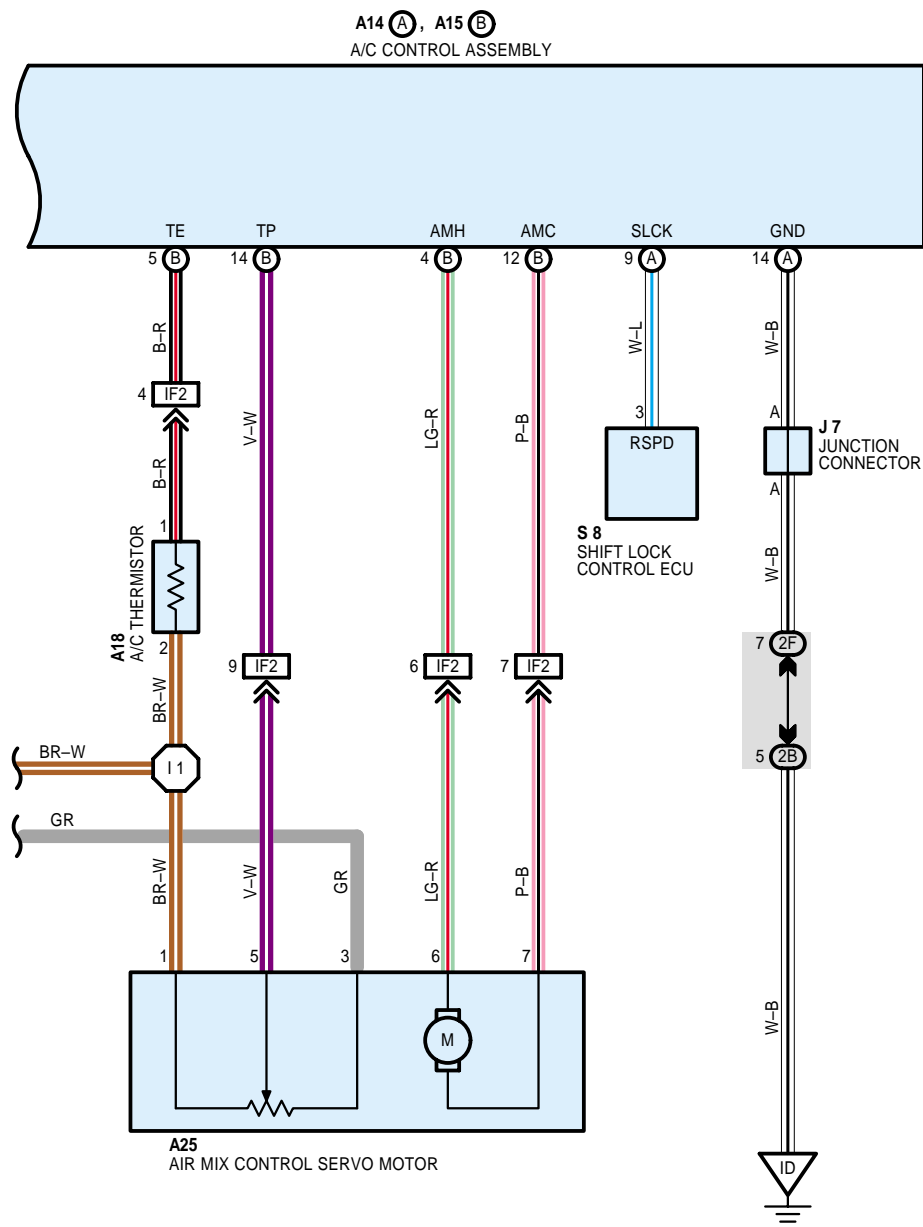 A14 A , A15 B
A/C CONTROL ASSEMBLY
TE TP AMH AMC SLCK GND
5 B 14 B 4 B 12 B 9 A 14 A
B–R
V–W
LG–R
P–B
W–L
W–B
4 IF2
B–R
3
RSPD
S 8
SHIFT LOCK
CONTROL ECU
A
J 7
JUNCTION
CONNECTOR
A
W–B
1
A18
A/C THERMISTOR
2
BR–W
9 IF2
6 IF2
7 IF2
7 2F
5 2B
BR–W
I 1
GR
BR–W
V–W
GR
LG–R
P–B
W–B
1 5 3 6 7
M
A25
AIR MIX CONTROL SERVO MOTOR
ID